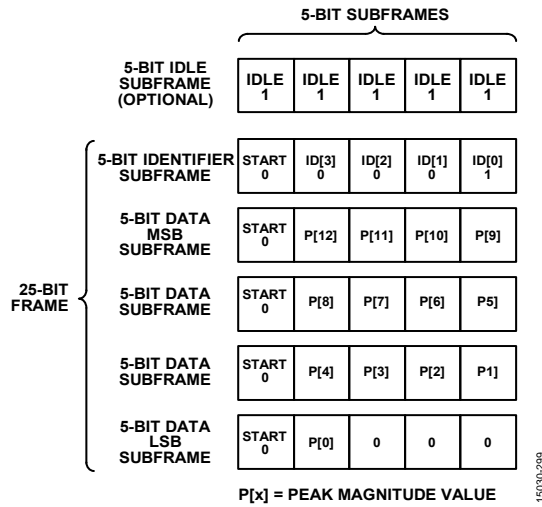 5-BIT SUBFRAMES
5-BIT IDLE
SUBFRAME
(OPTIONAL)
IDLE
1
IDLE
1
IDLE
1
IDLE
1
IDLE
1
25-BIT
FRAME
5-BIT IDENTIFIER
SUBFRAME
START
0
ID[3]
0
ID[2]
0
ID[1]
0
ID[0]
1
5-BIT DATA
MSB
SUBFRAME
START
0
P[12]
P[11]
P[10]
P[9]
5-BIT DATA
SUBFRAME
START
0
P[8]
P[7]
P[6]
P5]
5-BIT DATA
SUBFRAME
START
0
P[4]
P[3]
P[2]
P1]
5-BIT DATA
LSB
SUBFRAME
START
0
P[0]
0
0
0
P[x] = PEAK MAGNITUDE VALUE
15030-299